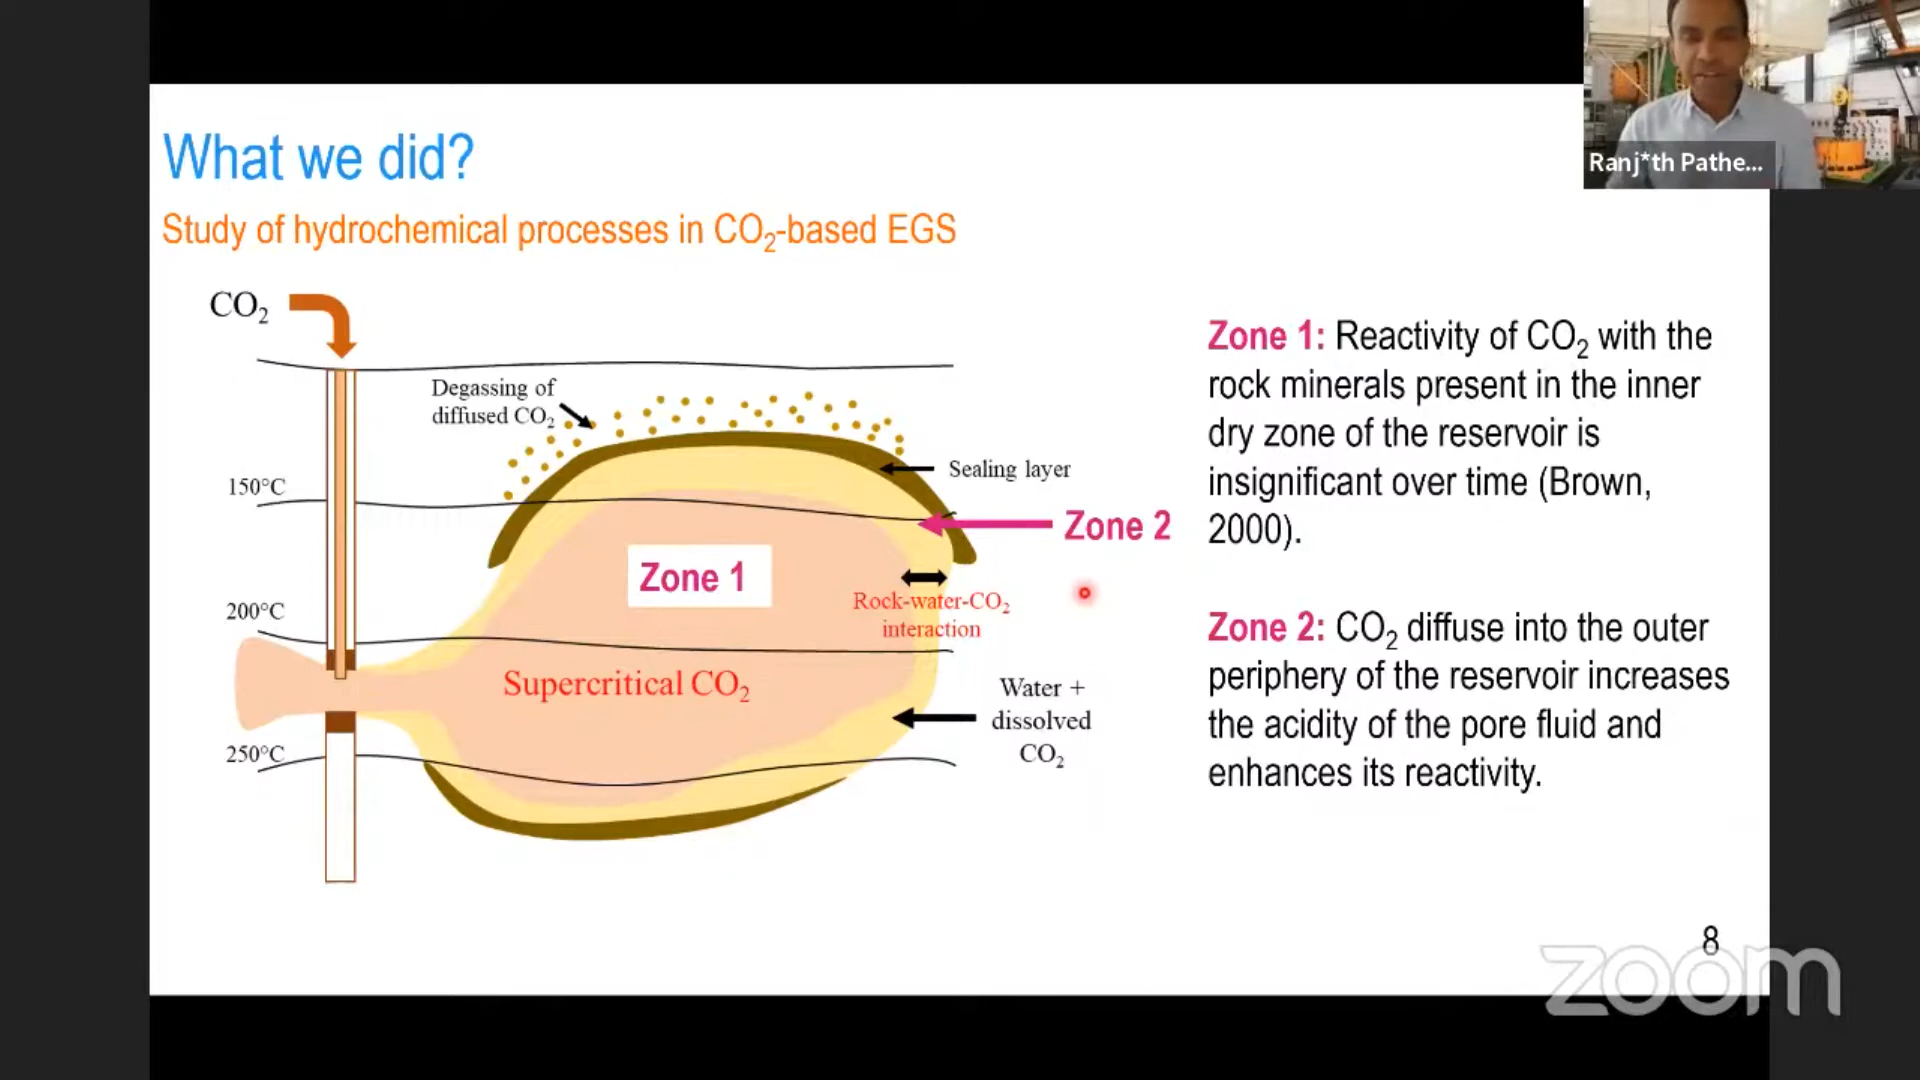 Ranj*th Pathe...
What we did?
Study of hydrochemical processes in CO₂-based EGS
CO₂
Degassing of
diffused CO₂
Sealing layer
150°C
Zone 2
Zone 1
200°C
Rock-water-CO₂
interaction
Supercritical CO₂
Water +
dissolved
CO₂
250°C
Zone 1: Reactivity of CO₂ with the
rock minerals present in the inner
dry zone of the reservoir is
insignificant over time (Brown,
2000).
Zone 2: CO₂ diffuse into the outer
periphery of the reservoir increases
the acidity of the pore fluid and
enhances its reactivity.
8
zoom